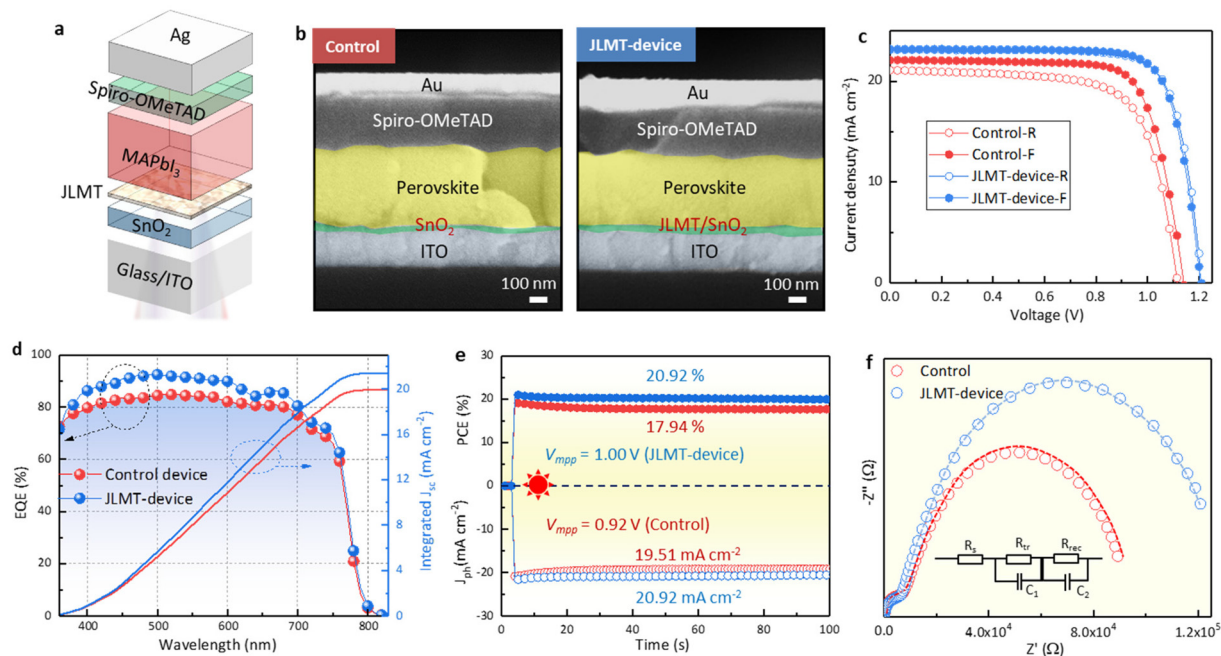 a
Ag
Spiro-OMeTAD
MAPbI3
JLMT
SnO2
Glass/ITO
b
Control
Au
Spiro-OMeTAD
Perovskite
SnO2
ITO
100 nm
JLMT-device
Au
Spiro-OMeTAD
Perovskite
JLMT/SnO2
ITO
100 nm
c
Current densuty (mA cm-2)
20
10
0
Control-R
Control-F
JLMT-device-R
JLMT-device-F
0.0 0.2 0.4 0.6 0.8 1.0 1.2
Voltage (V)
d
EQE (%)
100
80
60
40
20
0
Control device
JLMT-device
Integrated Jsc (mA cm-2)
24
20
16
12
8
4
0
400 500 600 700 800
Wavelength (nm)
e
PCE (%)
Jph(mA cm-2)
30
20
10
0
-10
-20
-30
20.92 %
17.94 %
Vmpp = 1.00 V (JLMT-device)
Vmpp = 0.92 V (Control)
19.51 mA cm-2
20.92 mA cm-2
0 20 40 60 80 100
Time (s)
f
Control
JLMT-device
-Z" (Ω)
Rs
Rtr
Rrec
C1
C2
0 4.0x10^4 8.0x10^4 1.2x10^5
Z' (Ω)